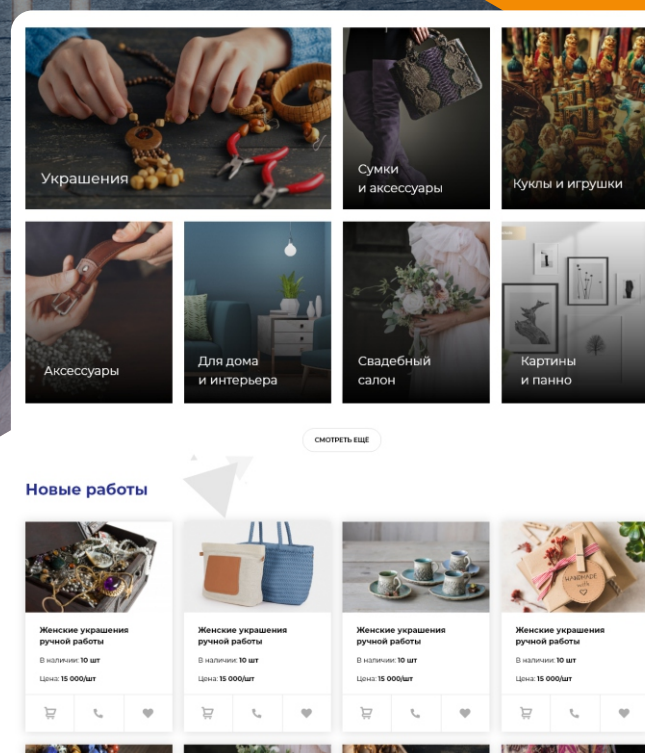 Украшения
Сумки
и аксессуары
Куклы и игрушки
Аксессуары
Для дома
и интерьера
Свадебный
салон
Картины
и панно
СМОТРЕТЬ ЕЩЁ
Новые работы
HANDMADE
with
Женские украшения
ручной работы
В наличии: 10 шт
Цена: 15 000/шт
Женские украшения
ручной работы
В наличии: 10 шт
Цена: 15 000/шт
Женские украшения
ручной работы
В наличии: 10 шт
Цена: 15 000/шт
Женские украшения
ручной работы
В наличии: 10 шт
Цена: 15 000/шт